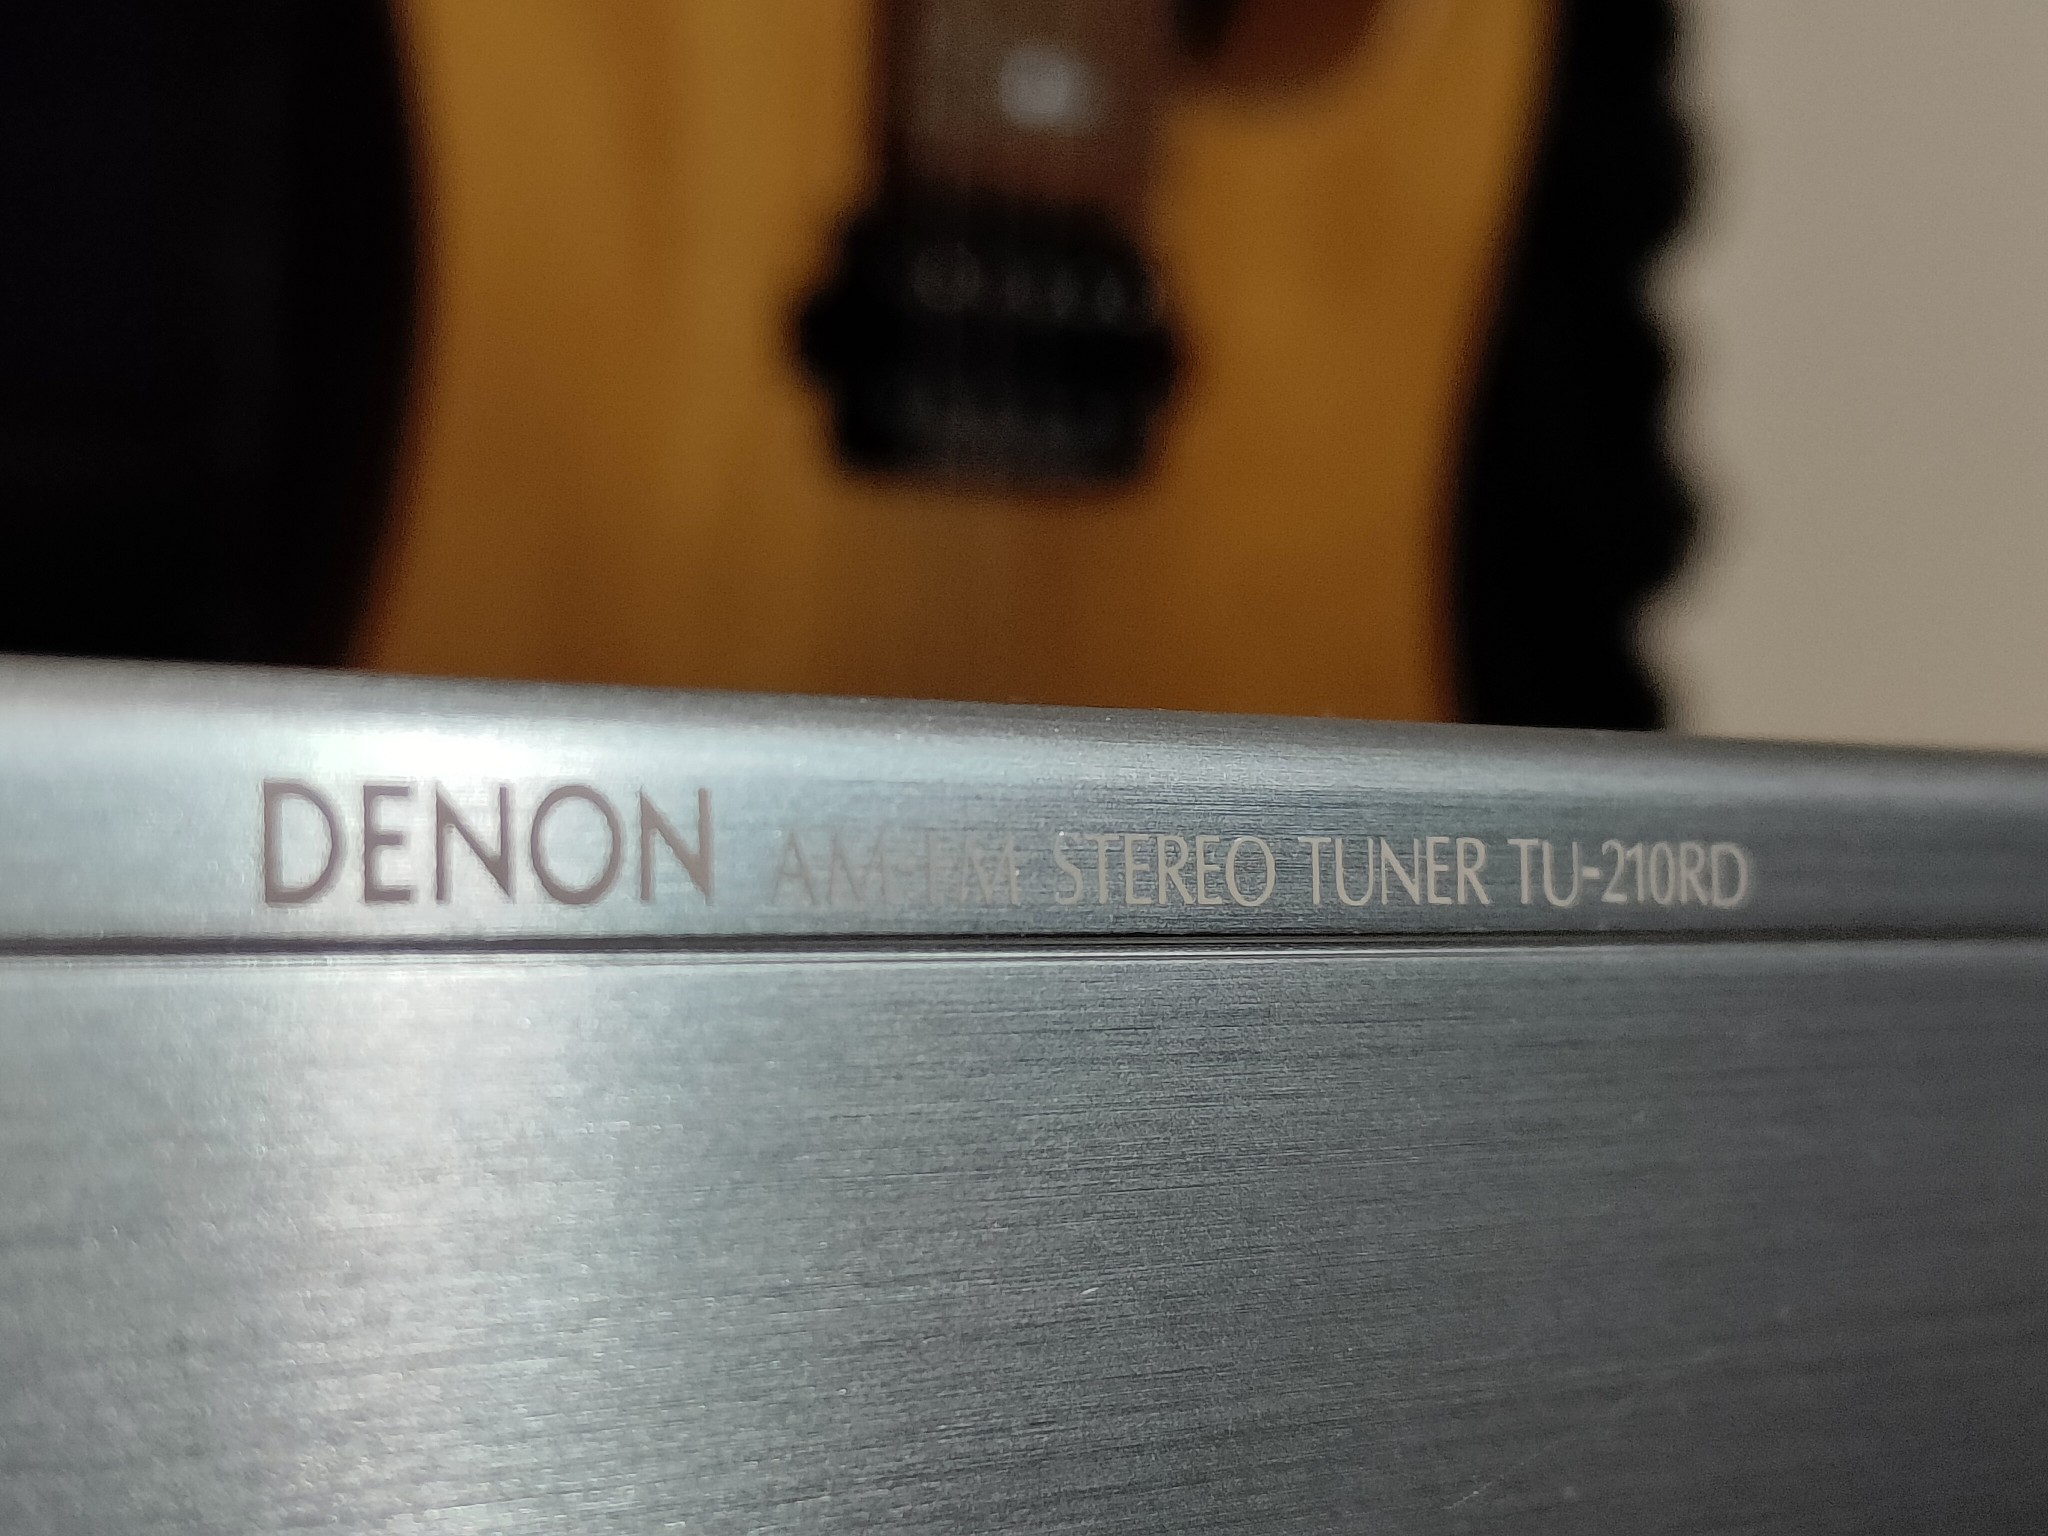 DENON AM-FM STEREO TUNER TU-210RD